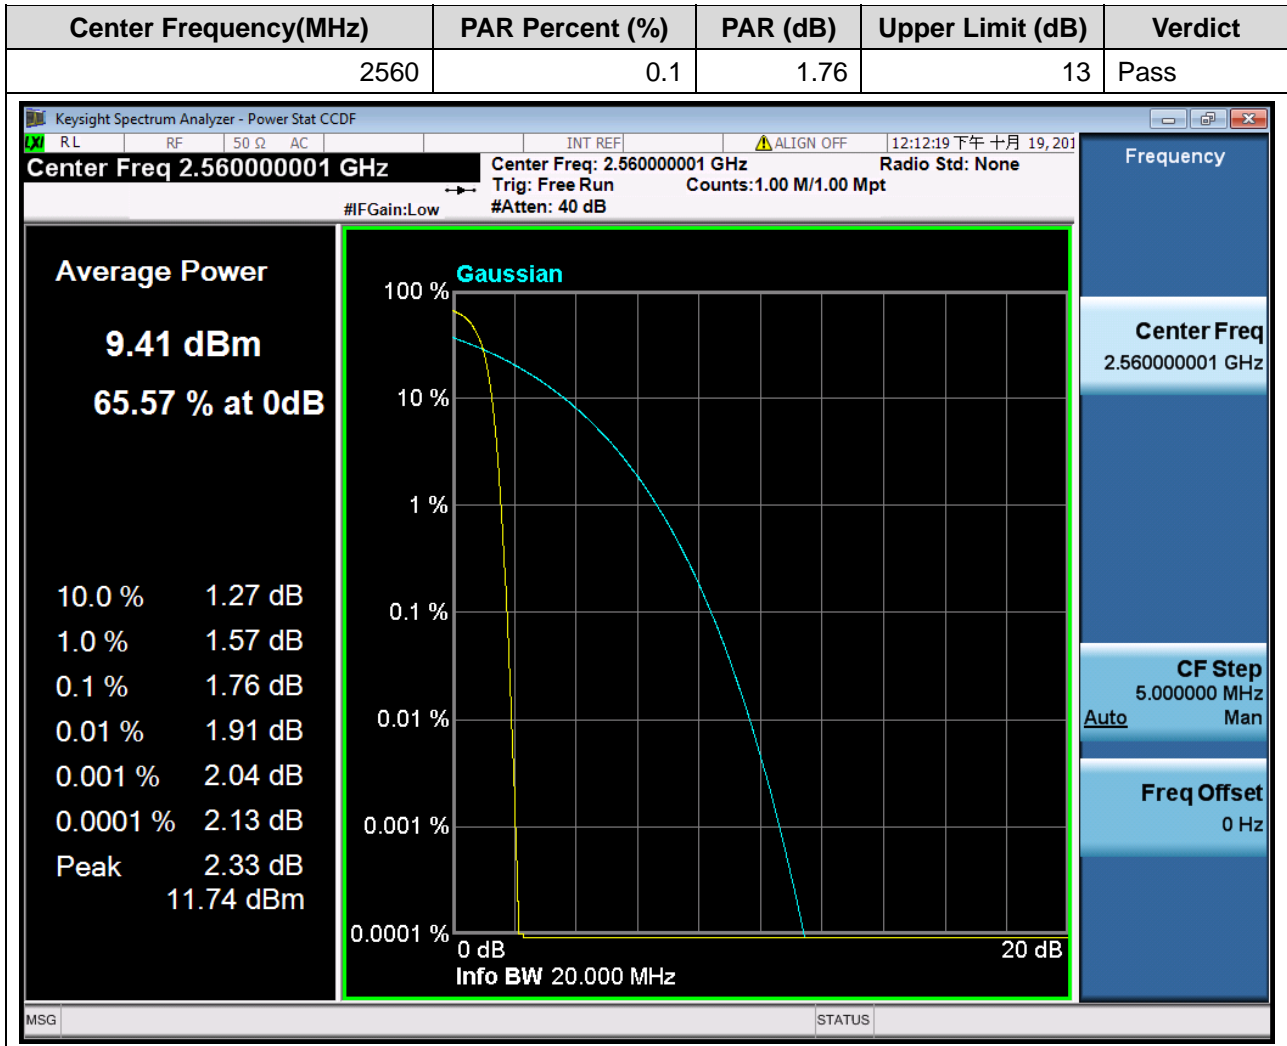 Center Frequency(MHz) PAR Percent (%) PAR (dB) Upper Limit (dB) Verdict
2560 0.1 1.76 13 Pass
Keysight Spectrum Analyzer - Power Stat CCDF
LXI RL RF 50 Ω AC INT REF ALIGN OFF 12:12:19 下午 十月 19, 201
Center Freq 2.560000001 GHz
Center Freq: 2.560000001 GHz Radio Std: None
Trig: Free Run Counts:1.00 M/1.00 Mpt
#IFGain:Low #Atten: 40 dB
Average Power
9.41 dBm
65.57 % at 0dB
10.0 % 1.27 dB
1.0 % 1.57 dB
0.1 % 1.76 dB
0.01 % 1.91 dB
0.001 % 2.04 dB
0.0001 % 2.13 dB
Peak 2.33 dB
11.74 dBm
Gaussian
100 %
10 %
1 %
0.1 %
0.01 %
0.001 %
0.0001 %
0 dB 20 dB
Info BW 20.000 MHz
Frequency
Center Freq
2.560000001 GHz
CF Step
5.000000 MHz
Auto Man
Freq Offset
0 Hz
MSG STATUS